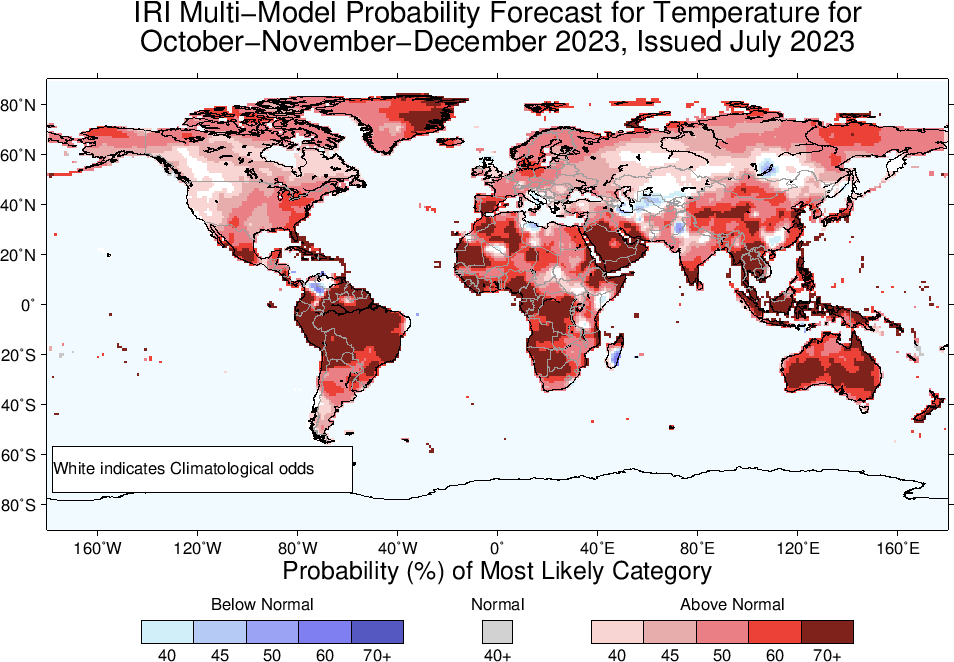 IRI Multi−Model Probability Forecast for Temperature for
October−November−December 2023, Issued July 2023
80˚N
60˚N
40˚N
20˚N
0˚
20˚S
40˚S
60˚S
80˚S
White indicates Climatological odds
160˚W 120˚W 80˚W 40˚W 0˚ 40˚E 80˚E 120˚E 160˚E
Probability (%) of Most Likely Category
Below Normal Normal Above Normal
40 45 50 60 70+ 40+ 40 45 50 60 70+